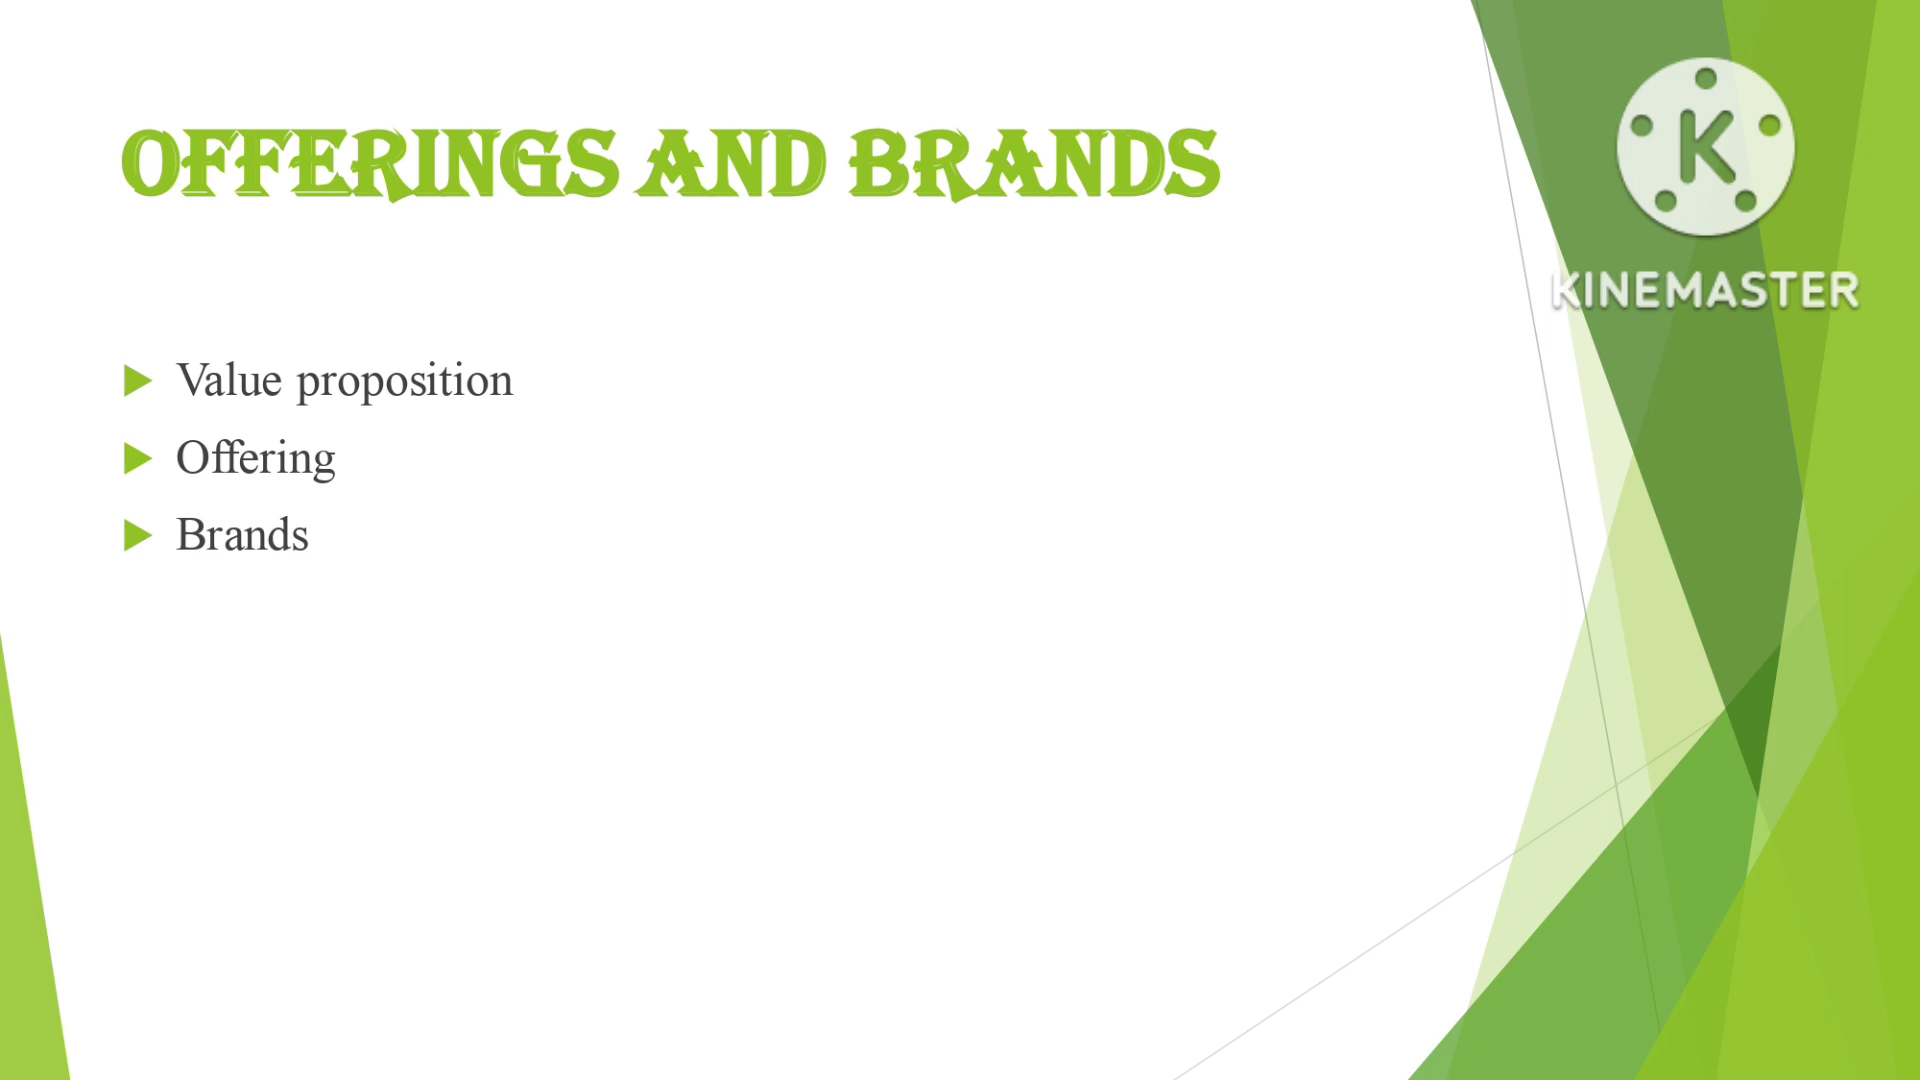 OFFERINGS AND BRANDS
K
KINEMASTER
Value proposition
Offering
Brands